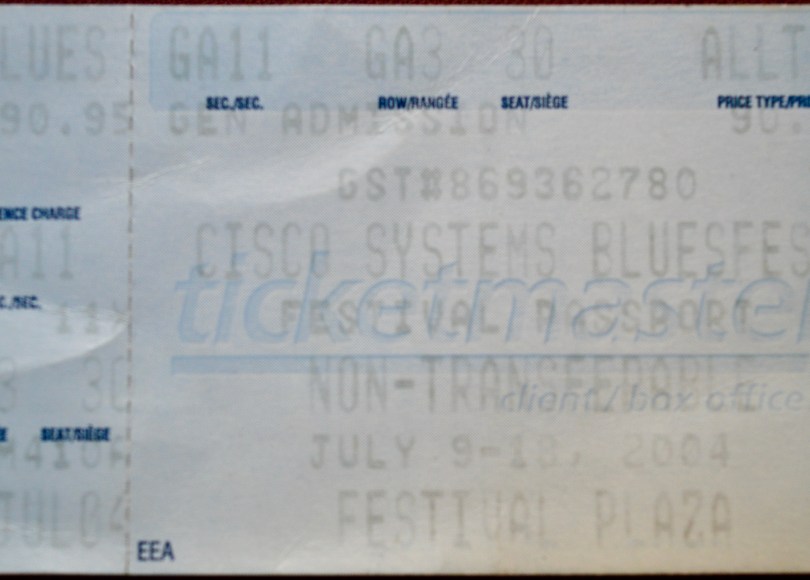 LUES GA11 GA3 30 ALLT
SEC./SEC. ROW/RANGÉE SEAT/SIÈGE PRICE TYPE/PRI
90.95 GEN ADMISSION 90.
GST#869362780
ENCE CHARGE
A11 CISCO SYSTEMS BLUESFES
ticketmaster
C./SEC.
11X FESTIVAL PASSPORT
3 30 NON-TRANSFERABLE
client / box office
E SEAT/SIÈGE
JULY 9-18, 2004
JUL04 FESTIVAL PLAZA
EEA